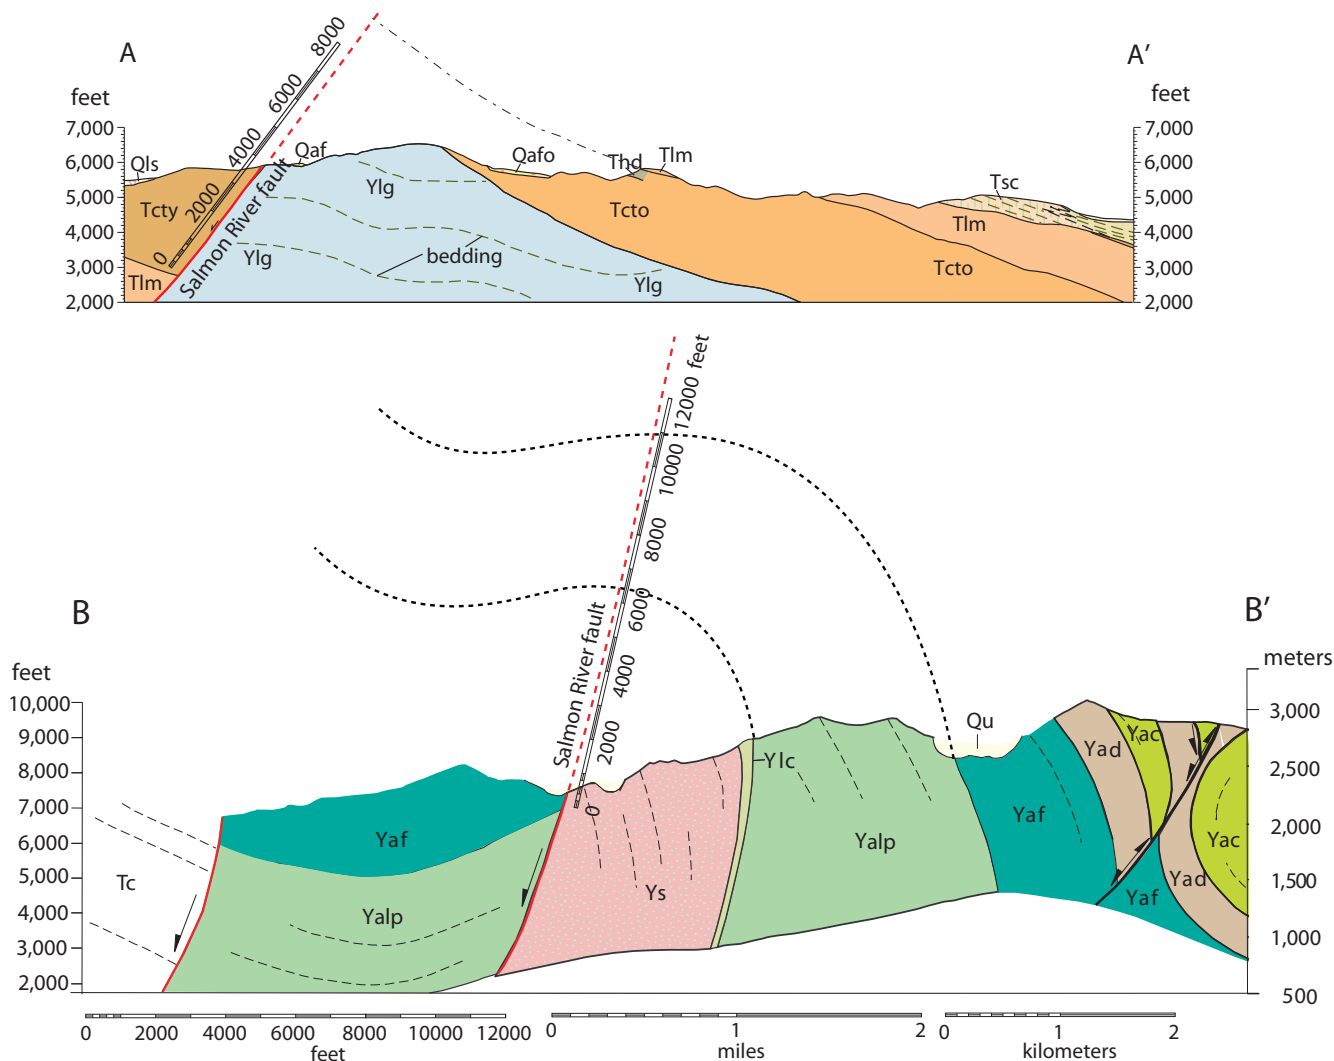 A
A'
feet
feet
7,000
6,000
5,000
4,000
3,000
2,000
7,000
6,000
5,000
4,000
3,000
2,000
0
2000
4000
6000
8000
Salmon River fault
Qls
Tcty
Tlm
Qaf
Ylg
Ylg
Ylg
bedding
Qafo
Thd
Tlm
Tcto
Tcto
Tlm
Tsc
B
B'
feet
meters
10,000
9,000
8,000
7,000
6,000
5,000
4,000
3,000
2,000
3,000
2,500
2,000
1,500
1,000
500
Salmon River fault
0
2000
4000
6000
8000
10000
12000 feet
Tc
Yaf
Yalp
Ys
Ylc
Yalp
Qu
Yaf
Yad
Yac
Yaf
Yad
Yac
0 2000 4000 6000 8000 10000 12000
feet
0 1 2
miles
0 1 2
kilometers